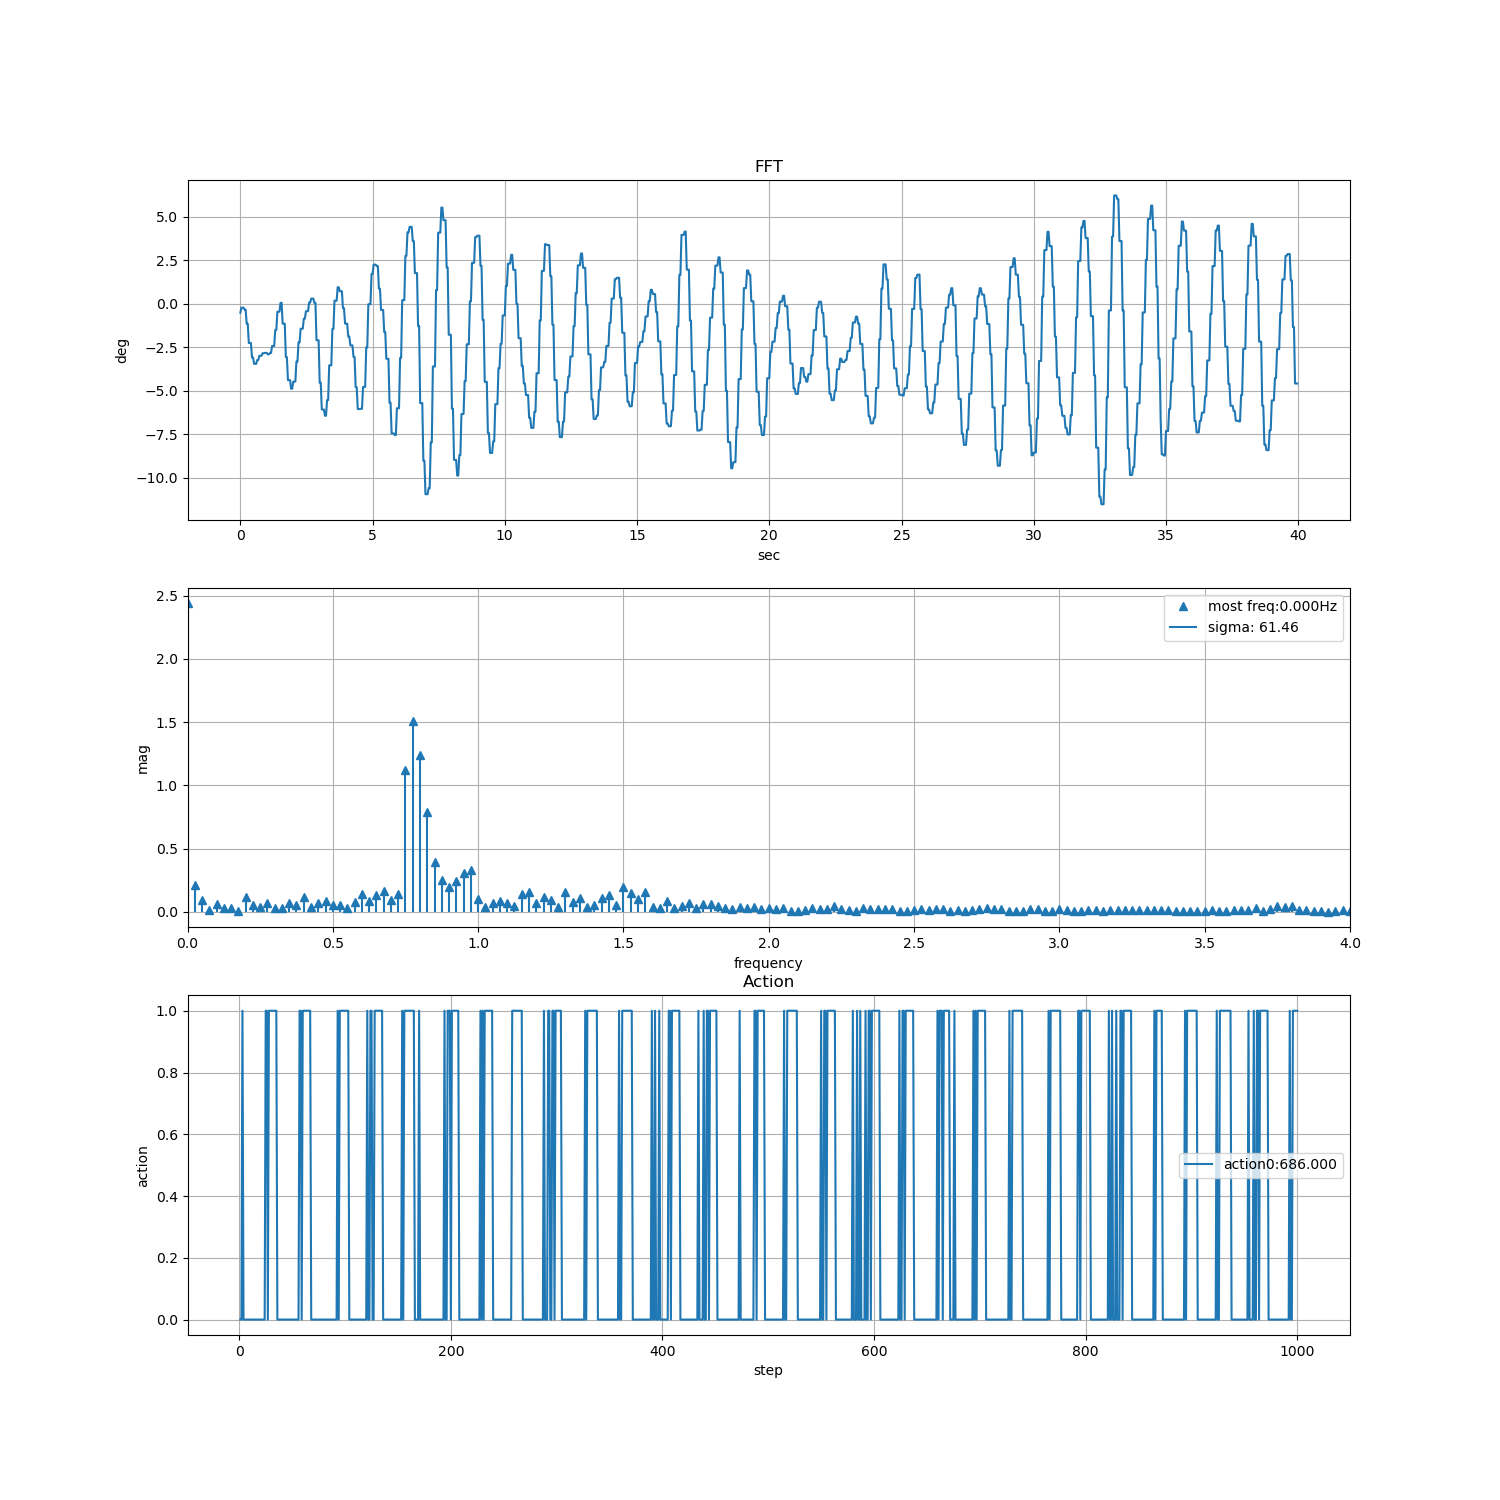 FFT
5.0
2.5
0.0
−2.5
−5.0
−7.5
−10.0
deg
0 5 10 15 20 25 30 35 40
sec
2.5
2.0
1.5
1.0
0.5
0.0
mag
most freq:0.000Hz
sigma: 61.46
0.0 0.5 1.0 1.5 2.0 2.5 3.0 3.5 4.0
frequency
Action
1.0
0.8
0.6
0.4
0.2
0.0
action
action0:686.000
0 200 400 600 800 1000
step